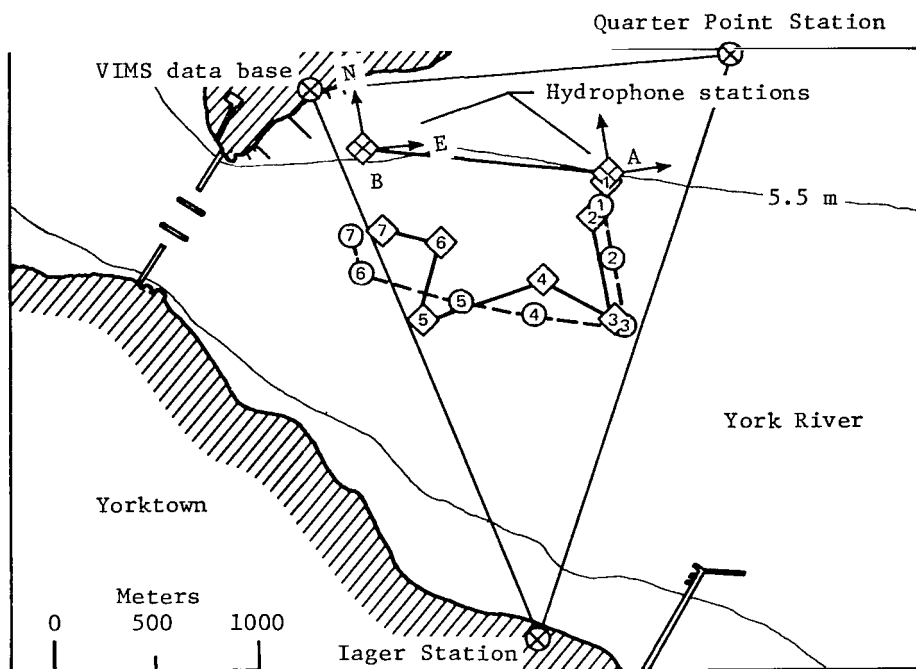 Quarter Point Station
VIMS data base
N
Hydrophone stations
E
A
B
1
5.5 m
1
2
7
7
6
2
6
4
5
4
5
3
3
York River
Yorktown
Meters
0 500 1000
Iager Station